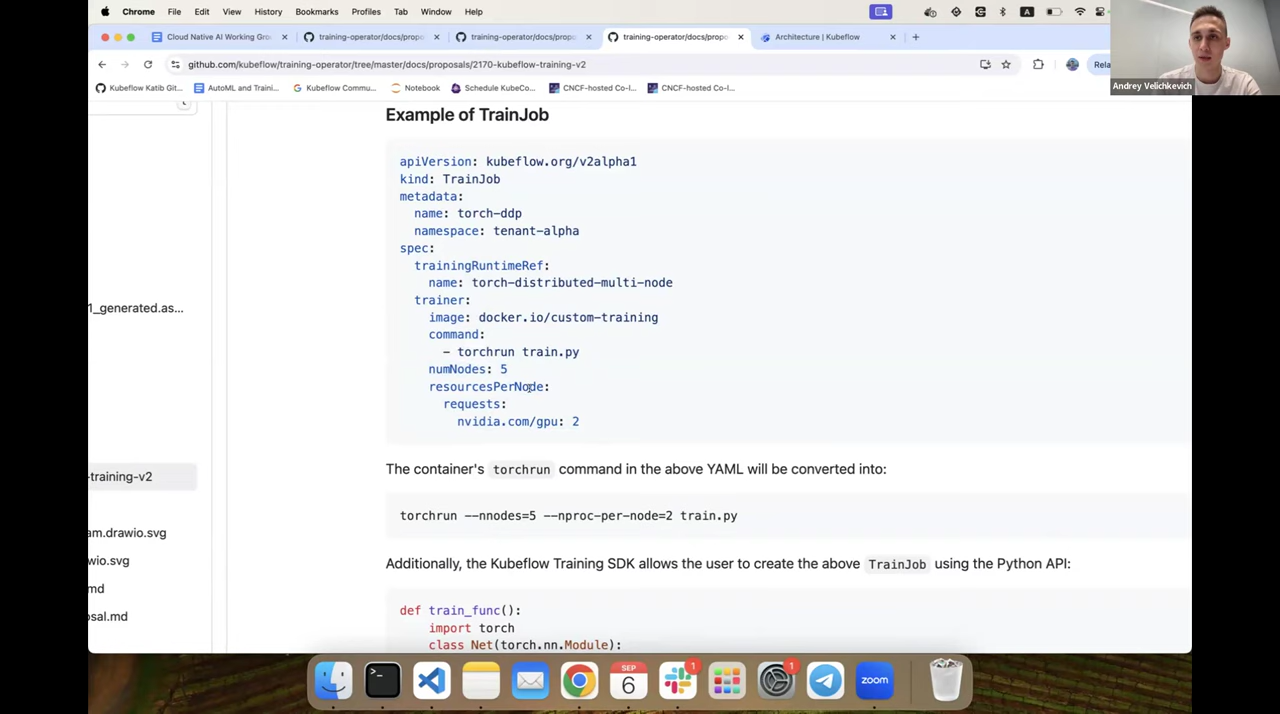 Chrome File Edit View History Bookmarks Profiles Tab Window Help
A
Cloud Native AI Working Gro
training-operator/docs/propo
training-operator/docs/propo
training-operator/docs/propo
Architecture | Kubeflow
github.com/kubeflow/training-operator/tree/master/docs/proposals/2170-kubeflow-training-v2
Rela
Kubeflow Katib Git...
AutoML and Traini...
Kubeflow Commu...
Notebook
Schedule KubeCo...
CNCF-hosted Co-l...
CNCF-hosted Co-l...
Andrey Velichkevich
1_generated.as...
-training-v2
am.drawio.svg
wio.svg
md
osal.md
Example of TrainJob
apiVersion: kubeflow.org/v2alpha1
kind: TrainJob
metadata:
name: torch-ddp
namespace: tenant-alpha
spec:
trainingRuntimeRef:
name: torch-distributed-multi-node
trainer:
image: docker.io/custom-training
command:
- torchrun train.py
numNodes: 5
resourcesPerNode:
requests:
nvidia.com/gpu: 2
The container's torchrun command in the above YAML will be converted into:
torchrun --nnodes=5 --nproc-per-node=2 train.py
Additionally, the Kubeflow Training SDK allows the user to create the above TrainJob using the Python API:
def train_func():
import torch
class Net(torch.nn.Module):
SEP
6
1
1
zoom